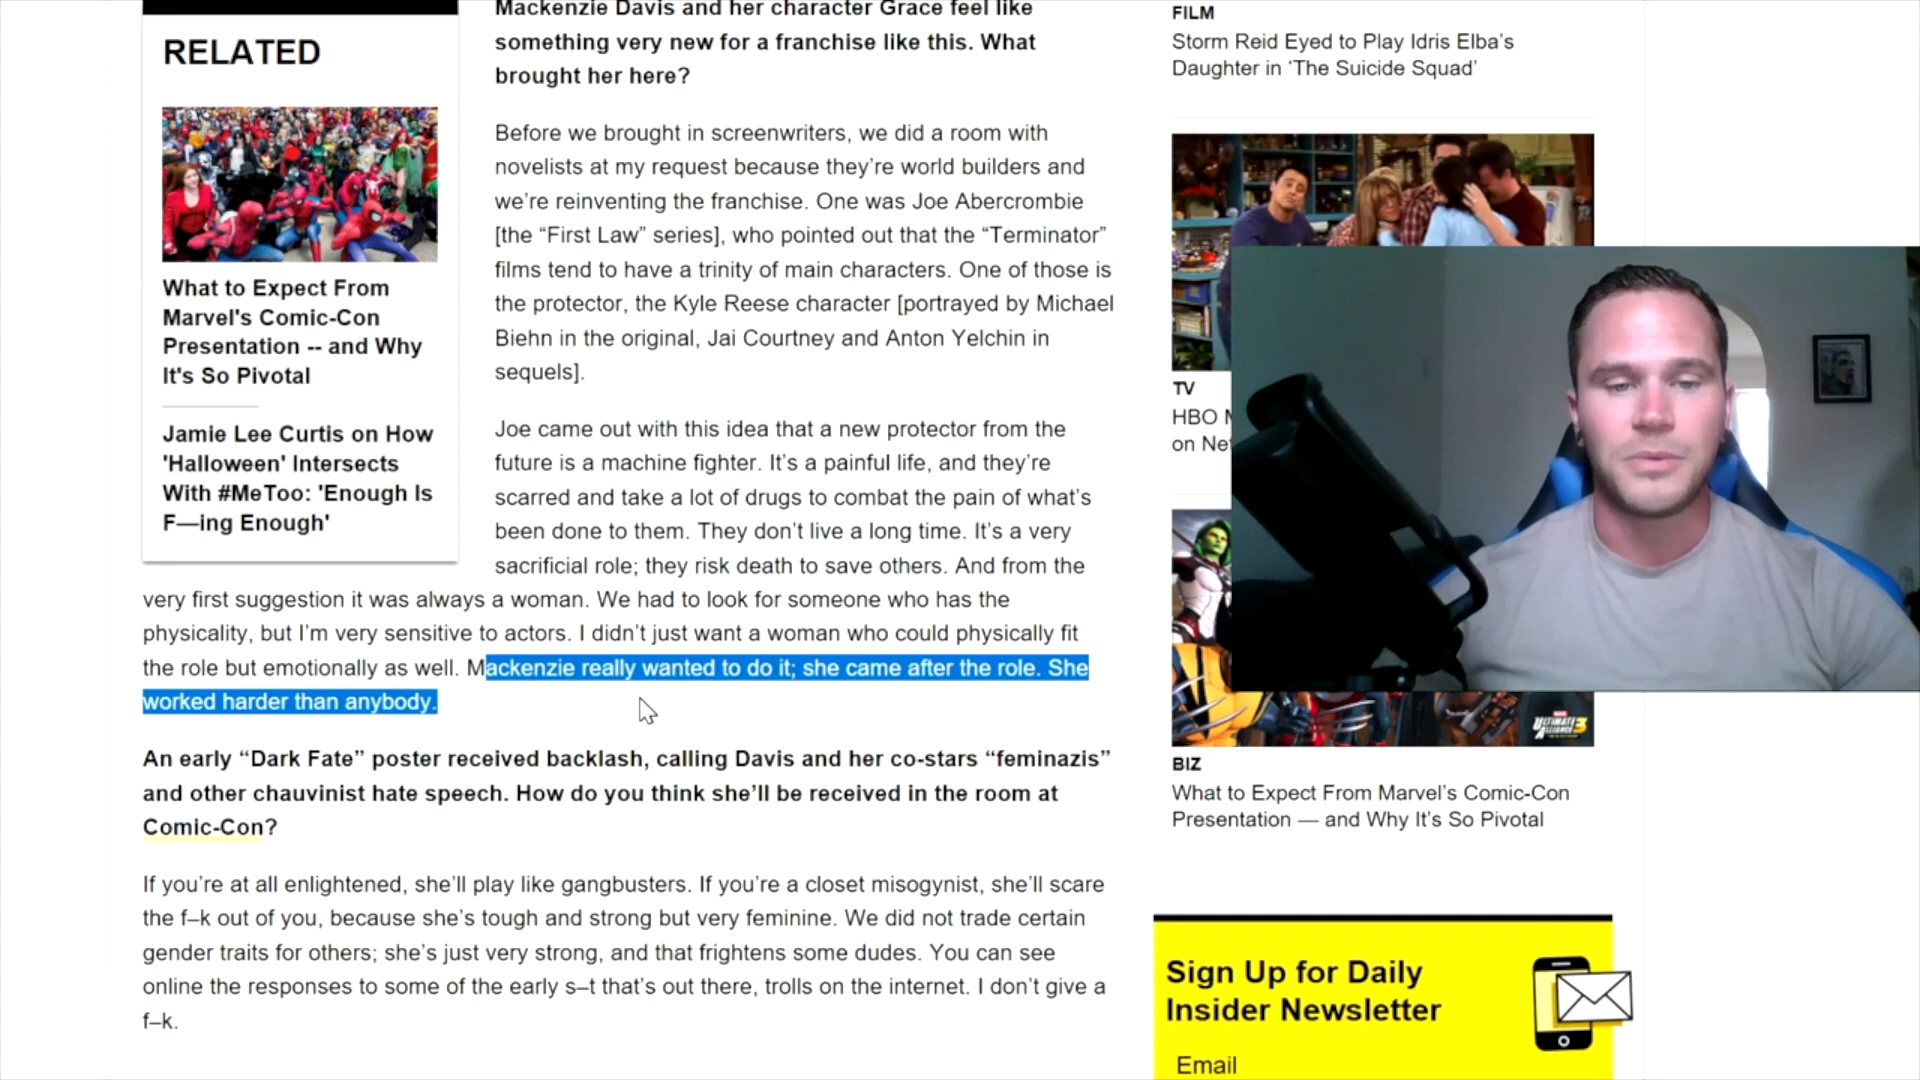 RELATED
What to Expect From
Marvel's Comic-Con
Presentation -- and Why
It's So Pivotal
Jamie Lee Curtis on How
'Halloween' Intersects
With #MeToo: 'Enough Is
F—ing Enough'
Mackenzie Davis and her character Grace feel like
something very new for a franchise like this. What
brought her here?
Before we brought in screenwriters, we did a room with
novelists at my request because they’re world builders and
we’re reinventing the franchise. One was Joe Abercrombie
[the “First Law” series], who pointed out that the “Terminator”
films tend to have a trinity of main characters. One of those is
the protector, the Kyle Reese character [portrayed by Michael
Biehn in the original, Jai Courtney and Anton Yelchin in
sequels].
Joe came out with this idea that a new protector from the
future is a machine fighter. It’s a painful life, and they’re
scarred and take a lot of drugs to combat the pain of what’s
been done to them. They don’t live a long time. It’s a very
sacrificial role; they risk death to save others. And from the
very first suggestion it was always a woman. We had to look for someone who has the
physicality, but I’m very sensitive to actors. I didn’t just want a woman who could physically fit
the role but emotionally as well. Mackenzie really wanted to do it; she came after the role. She
worked harder than anybody.
An early “Dark Fate” poster received backlash, calling Davis and her co-stars “feminazis”
and other chauvinist hate speech. How do you think she’ll be received in the room at
Comic-Con?
If you’re at all enlightened, she’ll play like gangbusters. If you’re a closet misogynist, she’ll scare
the f–k out of you, because she’s tough and strong but very feminine. We did not trade certain
gender traits for others; she’s just very strong, and that frightens some dudes. You can see
online the responses to some of the early s–t that’s out there, trolls on the internet. I don’t give a
f–k.
FILM
Storm Reid Eyed to Play Idris Elba’s
Daughter in ‘The Suicide Squad’
TV
HBO
on
MARVEL
ULTIMATE
ALLIANCE 3
BIZ
What to Expect From Marvel’s Comic-Con
Presentation — and Why It’s So Pivotal
Sign Up for Daily
Insider Newsletter
Email